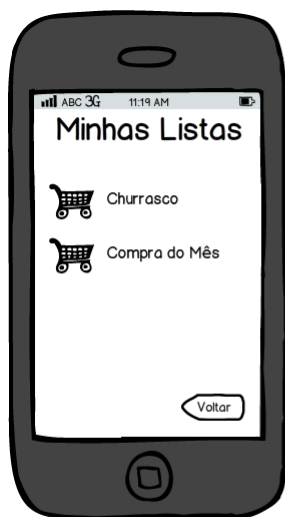 ABC 3G 11:19 AM
Minhas Listas
Churrasco
Compra do Mês
Voltar